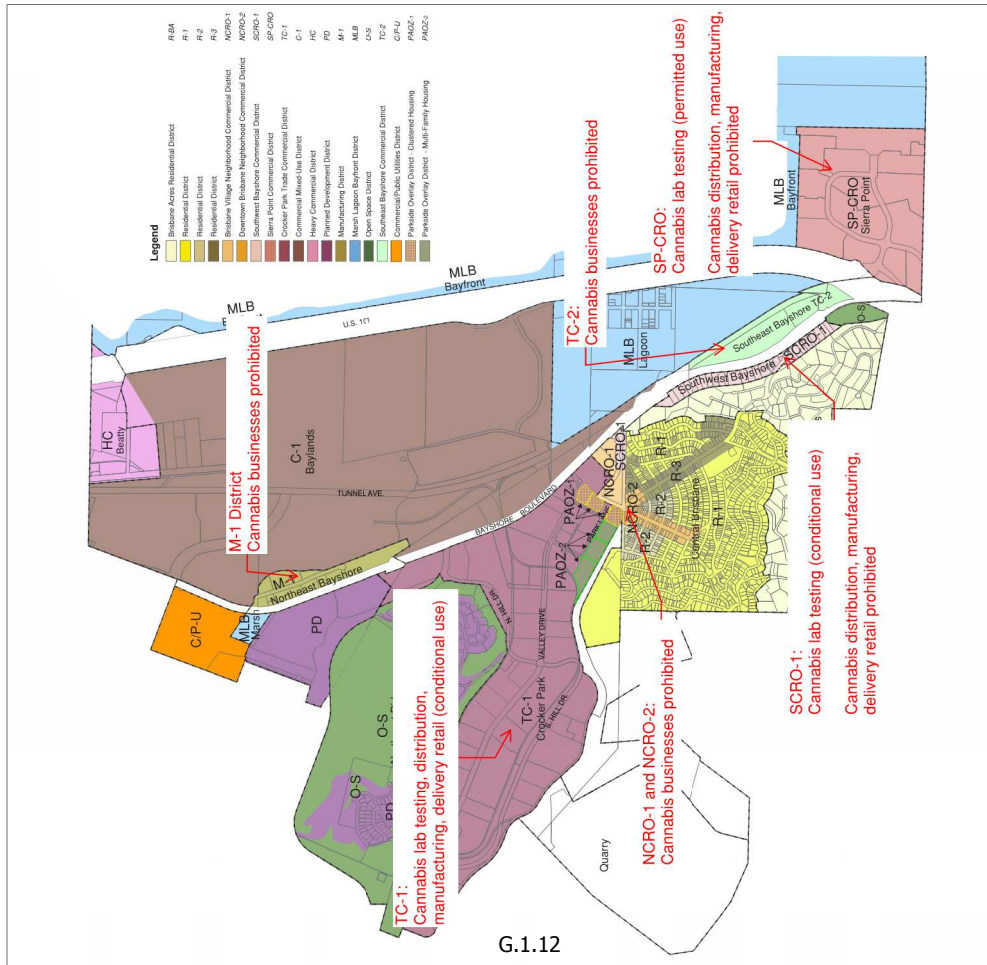 Legend
Brisbane Acres Residential District R-BA
Residential District R-1
Residential District R-2
Residential District R-3
Brisbane Village Neighborhood Commercial District NCRO-1
Downtown Brisbane Neighborhood Commercial District NCRO-2
Southwest Bayshore Commercial District SCRO-1
Sierra Point Commercial District SP-CRO
Crocker Park Trade Commercial District TC-1
Commercial Mixed-Use District C-1
Heavy Commercial District HC
Planned Development District PD
Manufacturing District M-1
Marsh Lagoon Bayfront District MLB
Open Space District O-S
Southeast Bayshore Commercial District TC-2
Commercial/Public Utilities District C/P-U
Parkside Overlay District - Clustered Housing PAOZ-1
Parkside Overlay District - Multi-Family Housing PAOZ-2
HC
Beatty
MLB
U.S. 101
MLB
Bayfront
MLB
Bayfront
M-1 District
Cannabis businesses prohibited
C-1
Baylands
TUNNEL AVE.
BAYSHORE BOULEVARD
TC-2:
Cannabis businesses prohibited
SP-CRO:
Cannabis lab testing (permitted use)
Cannabis distribution, manufacturing,
delivery retail prohibited
SP-CRO
Sierra Point
MLB
Lagoon
Southeast Bayshore TC-2
Southwest Bayshore
SCRO-1
O-S
C/P-U
MLB
Marsh
M-1
Northeast Bayshore
PD
O-S
O-S
PD
N HILL DR
VALLEY DRIVE
S. HILL DR
TC-1
Crocker Park
PAOZ-1
PAOZ-2
PARK LANE
NCRO-1
SCRO-1
NCRO-2
R-1
R-3
R-2
R-2
R-1
Central Brisbane
TC-1:
Cannabis lab testing, distribution,
manufacturing, delivery retail (conditional use)
NCRO-1 and NCRO-2:
Cannabis businesses prohibited
SCRO-1:
Cannabis lab testing (conditional use)
Cannabis distribution, manufacturing,
delivery retail prohibited
Quarry
G.1.12